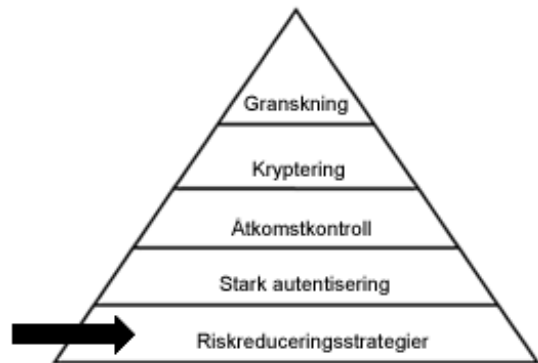 Granskning
Kryptering
Åtkomstkontroll
Stark autentisering
Riskreduceringsstrategier